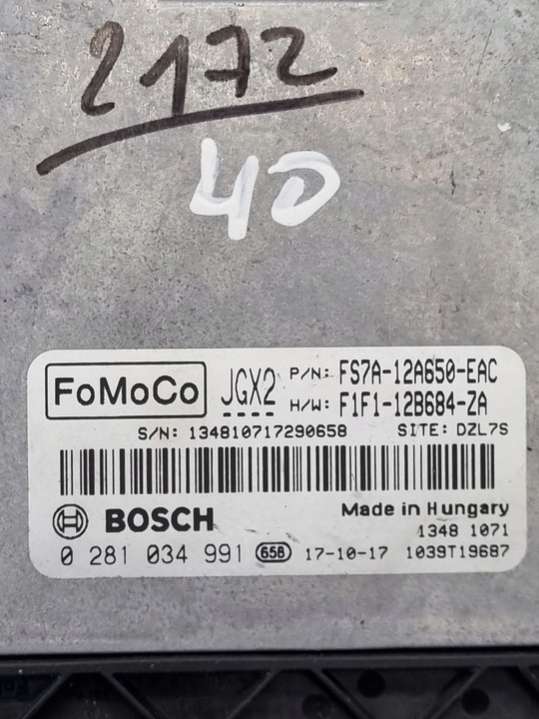 2172
40
FoMoCo JGX2 P/N: FS7A-12A650-EAC
H/W: F1F1-12B684-ZA
S/N: 134810717290658 SITE: DZL7S
BOSCH Made in Hungary
1348 1071
0 281 034 991 658 17-10-17 1039T19687